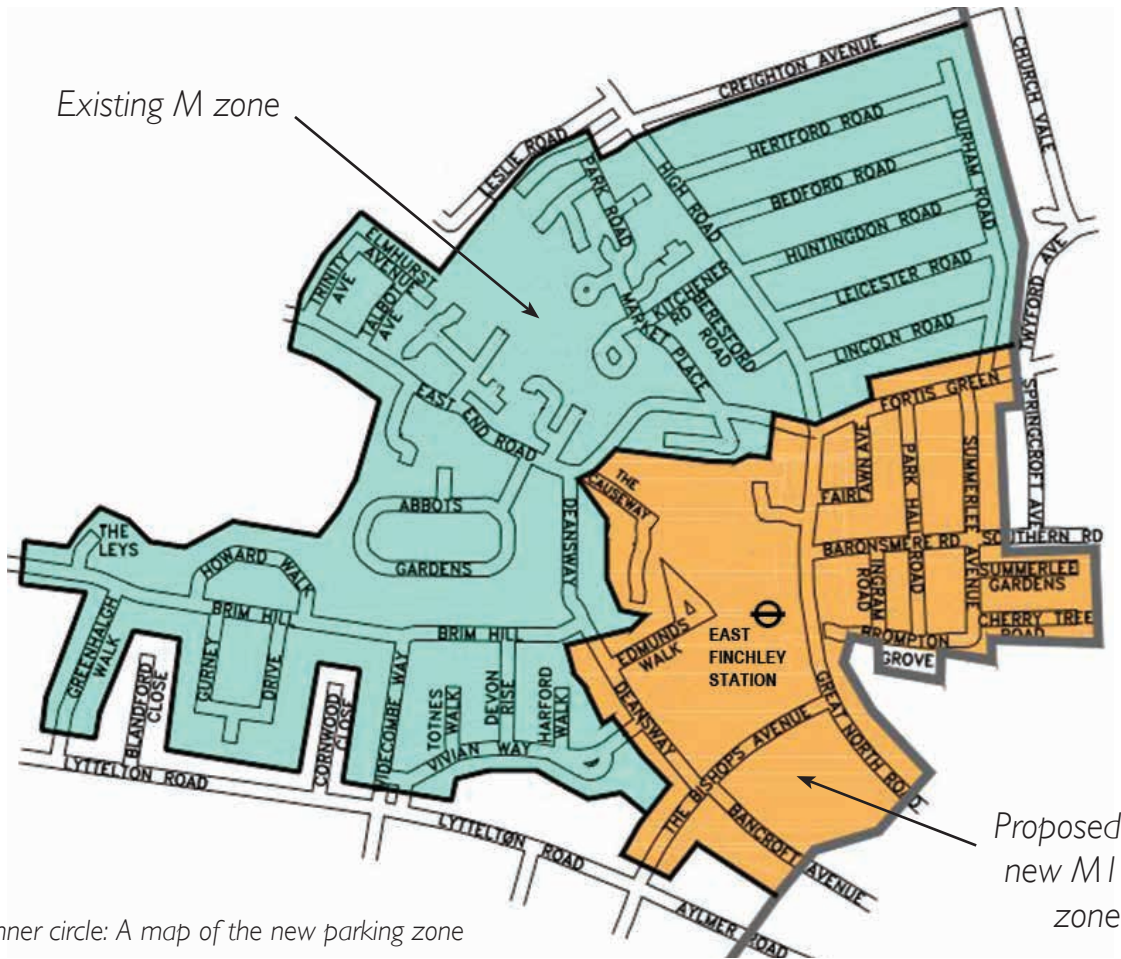 Existing M zone
CREIGHTON AVENUE
CHURCH VALE
LESLIE ROAD
PARK ROAD
HIGH ROAD
HERTFORD ROAD
DURHAM ROAD
BEDFORD ROAD
HUNTINGDON ROAD
LEICESTER ROAD
LINCOLN ROAD
TWYFORD AVE
ELMHURST
AVENUE
TRINITY
AVE
TALBOT
AVE
KITCHENER
RD
BERESFORD
ROAD
MARKET PLACE
EAST END ROAD
FORTIS GREEN
SPRINGCROFT AVE
THE
CAUSEWAY
FAIRL
AWN AVE
PARK HALL
ROAD
SUMMERLEE
AVENUE
ABBOTS
GARDENS
DEANSWAY
THE
LEYS
HOWARD WALK
BARONSMERE RD
SOUTHERN RD
INGRAM
ROAD
SUMMERLEE
GARDENS
CHERRY TREE
ROAD
BROMPTON
GROVE
BRIM HILL
BRIM HILL
EDMUNDS
WALK
EAST
FINCHLEY
STATION
GREENHALGH
WALK
BLANDFORD
CLOSE
GURNEY
DRIVE
CORNWOOD
CLOSE
VIDECOMBE WAY
TOTNES
WALK
DEVON
RISE
HARFORD
WALK
VIVIAN WAY
DEANSWAY
THE BISHOPS AVENUE
GREAT NORTH ROAD
BANCROFT AVENUE
LYTTELTON ROAD
LYTTELTON ROAD
AYLMER ROAD
Proposed
new M1
zone
nner circle: A map of the new parking zone